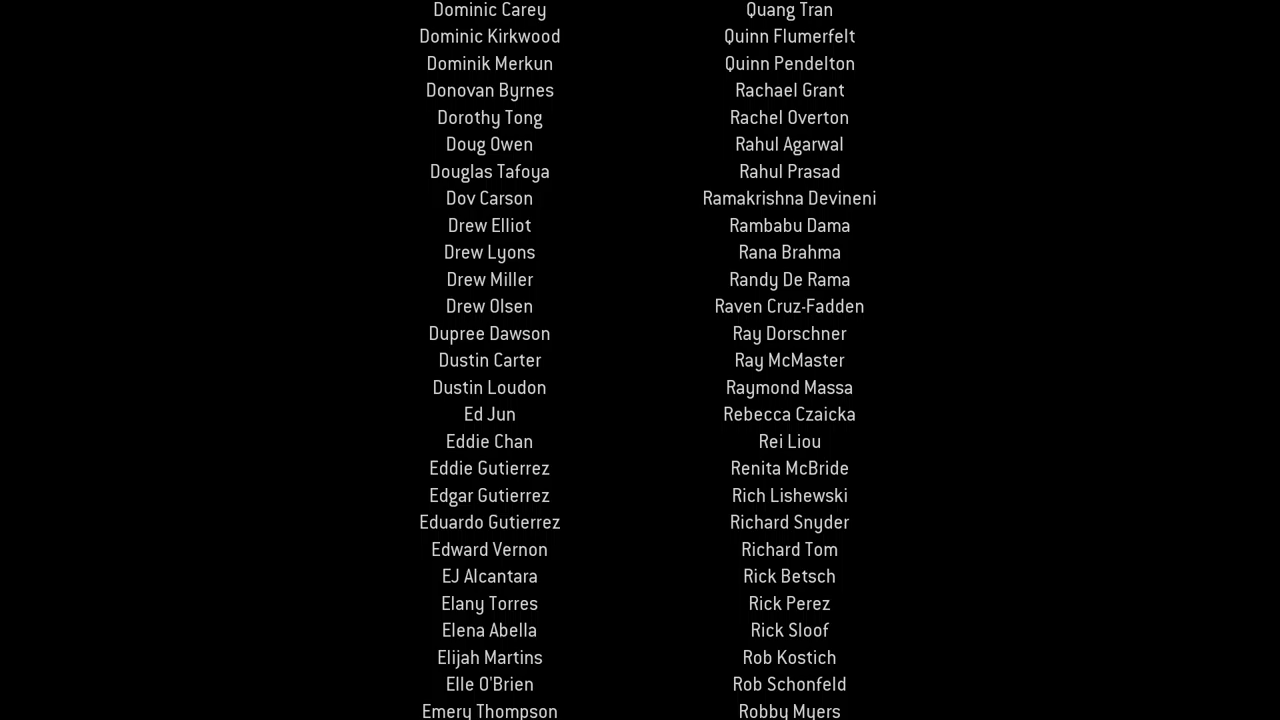 Dominic Carey
Dominic Kirkwood
Dominik Merkun
Donovan Byrnes
Dorothy Tong
Doug Owen
Douglas Tafoya
Dov Carson
Drew Elliot
Drew Lyons
Drew Miller
Drew Olsen
Dupree Dawson
Dustin Carter
Dustin Loudon
Ed Jun
Eddie Chan
Eddie Gutierrez
Edgar Gutierrez
Eduardo Gutierrez
Edward Vernon
EJ Alcantara
Elany Torres
Elena Abella
Elijah Martins
Elle O'Brien
Emery Thompson
Quang Tran
Quinn Flumerfelt
Quinn Pendelton
Rachael Grant
Rachel Overton
Rahul Agarwal
Rahul Prasad
Ramakrishna Devineni
Rambabu Dama
Rana Brahma
Randy De Rama
Raven Cruz-Fadden
Ray Dorschner
Ray McMaster
Raymond Massa
Rebecca Czaicka
Rei Liou
Renita McBride
Rich Lishewski
Richard Snyder
Richard Tom
Rick Betsch
Rick Perez
Rick Sloof
Rob Kostich
Rob Schonfeld
Robby Myers